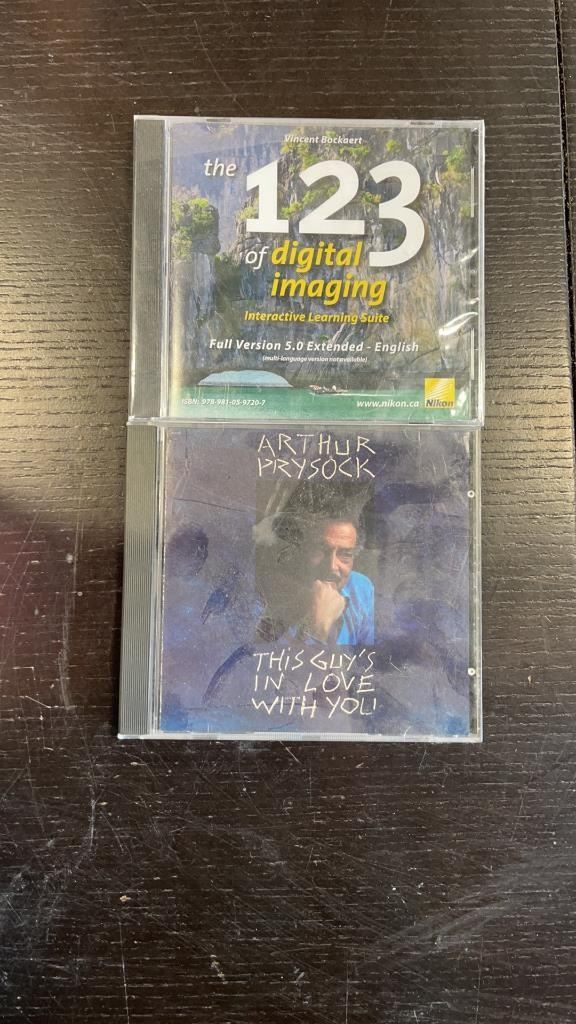 Vincent Bockaert
the 123
of digital
imaging
Interactive Learning Suite
Full Version 5.0 Extended - English
(multi-language version not available)
ISBN: 978-981-05-9720-7
www.nikon.ca
Nikon
ARTHUR
PRYSOCK
THIS GUY'S
IN LOVE
WITH YOU